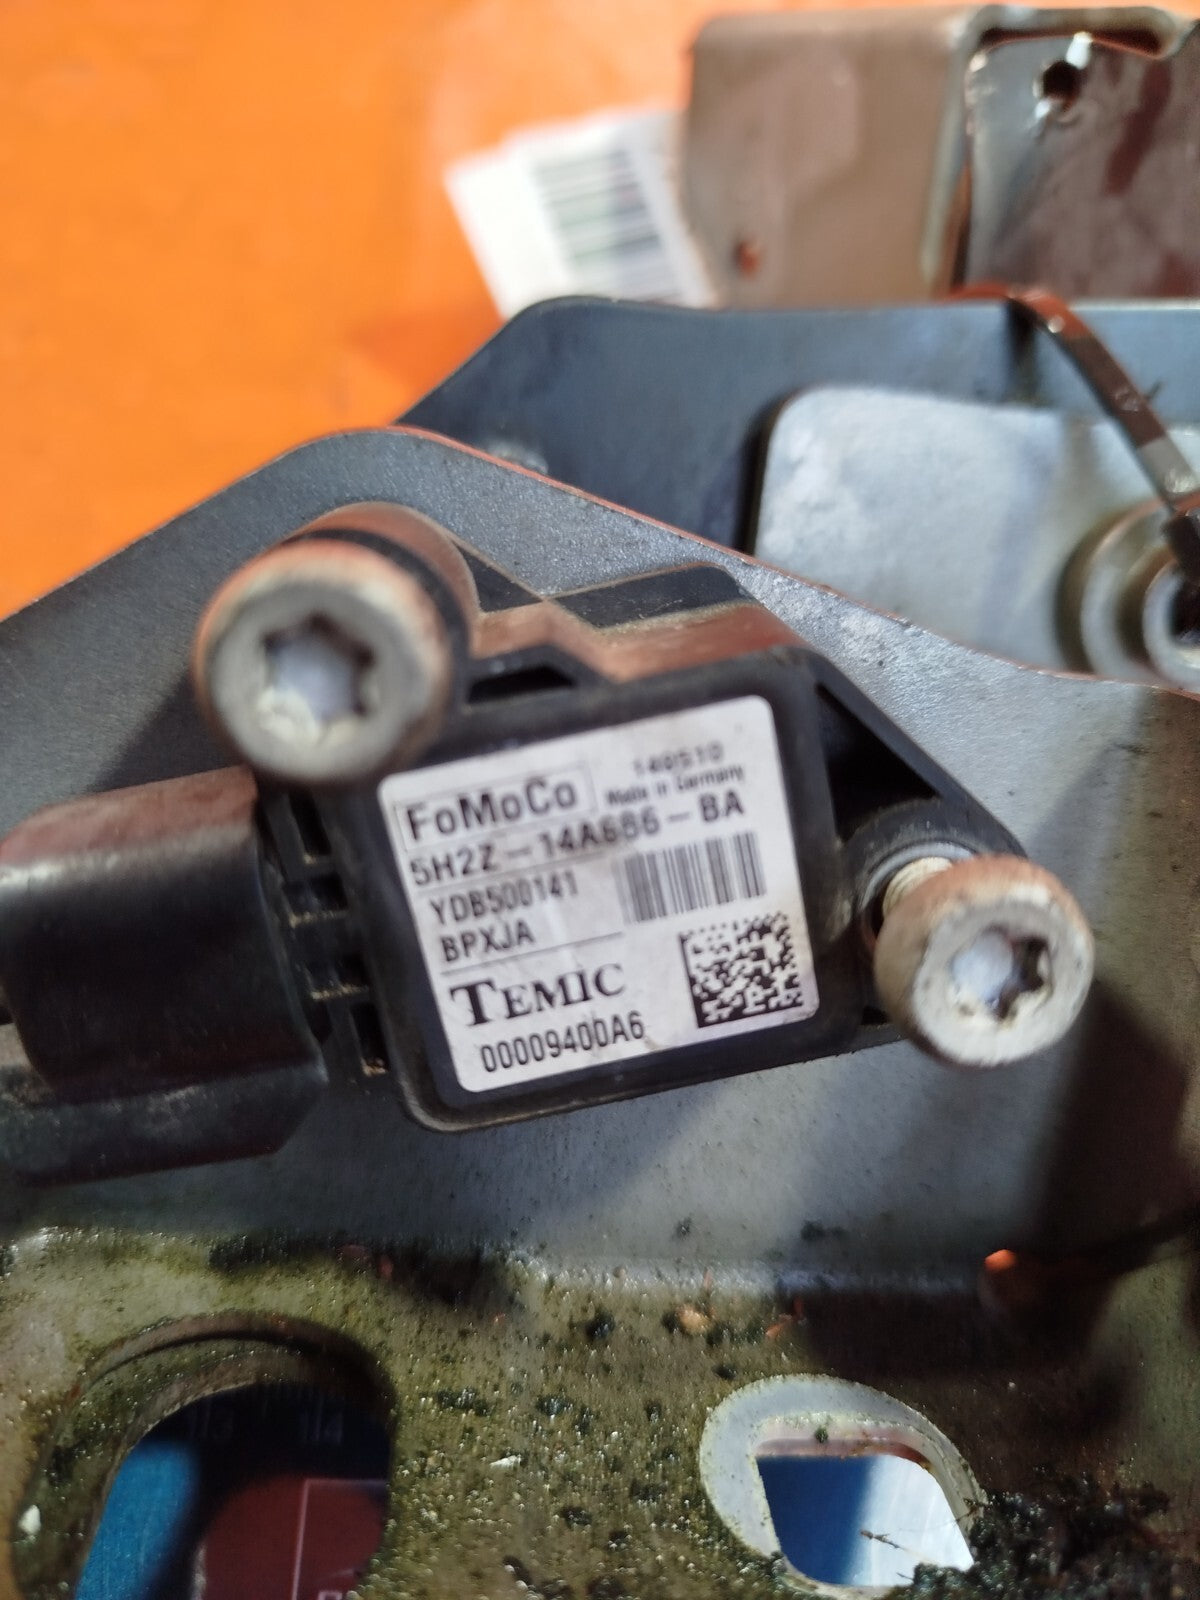 FoMoCo
140510
Made in Germany
5H2Z-14A686-BA
YDB500141
BPXJA
TEMIC
00009400A6